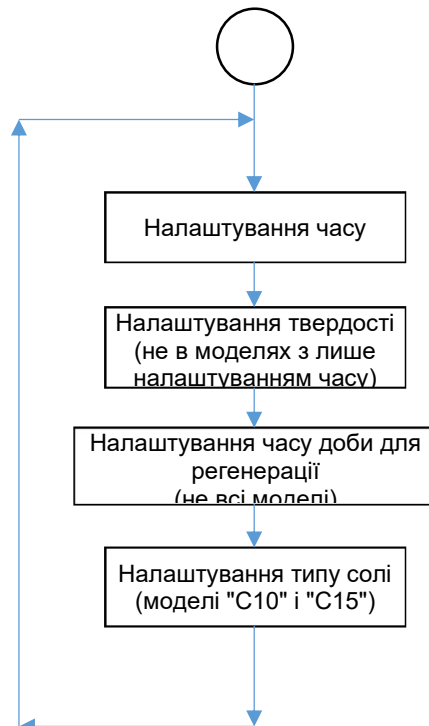 Налаштування часу
Налаштування твердості
(не в моделях з лише
налаштуванням часу)
Налаштування часу доби для
регенерації
(не всі моделі)
Налаштування типу солі
(моделі "C10" і "C15")